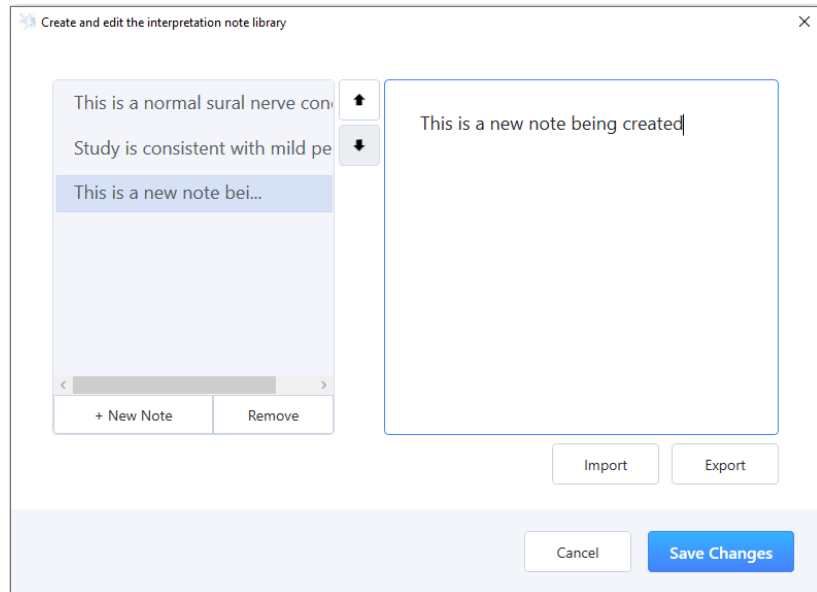 Create and edit the interpretation note library
This is a normal sural nerve con
Study is consistent with mild pe
This is a new note bei...
This is a new note being created
+ New Note
Remove
Import
Export
Cancel
Save Changes